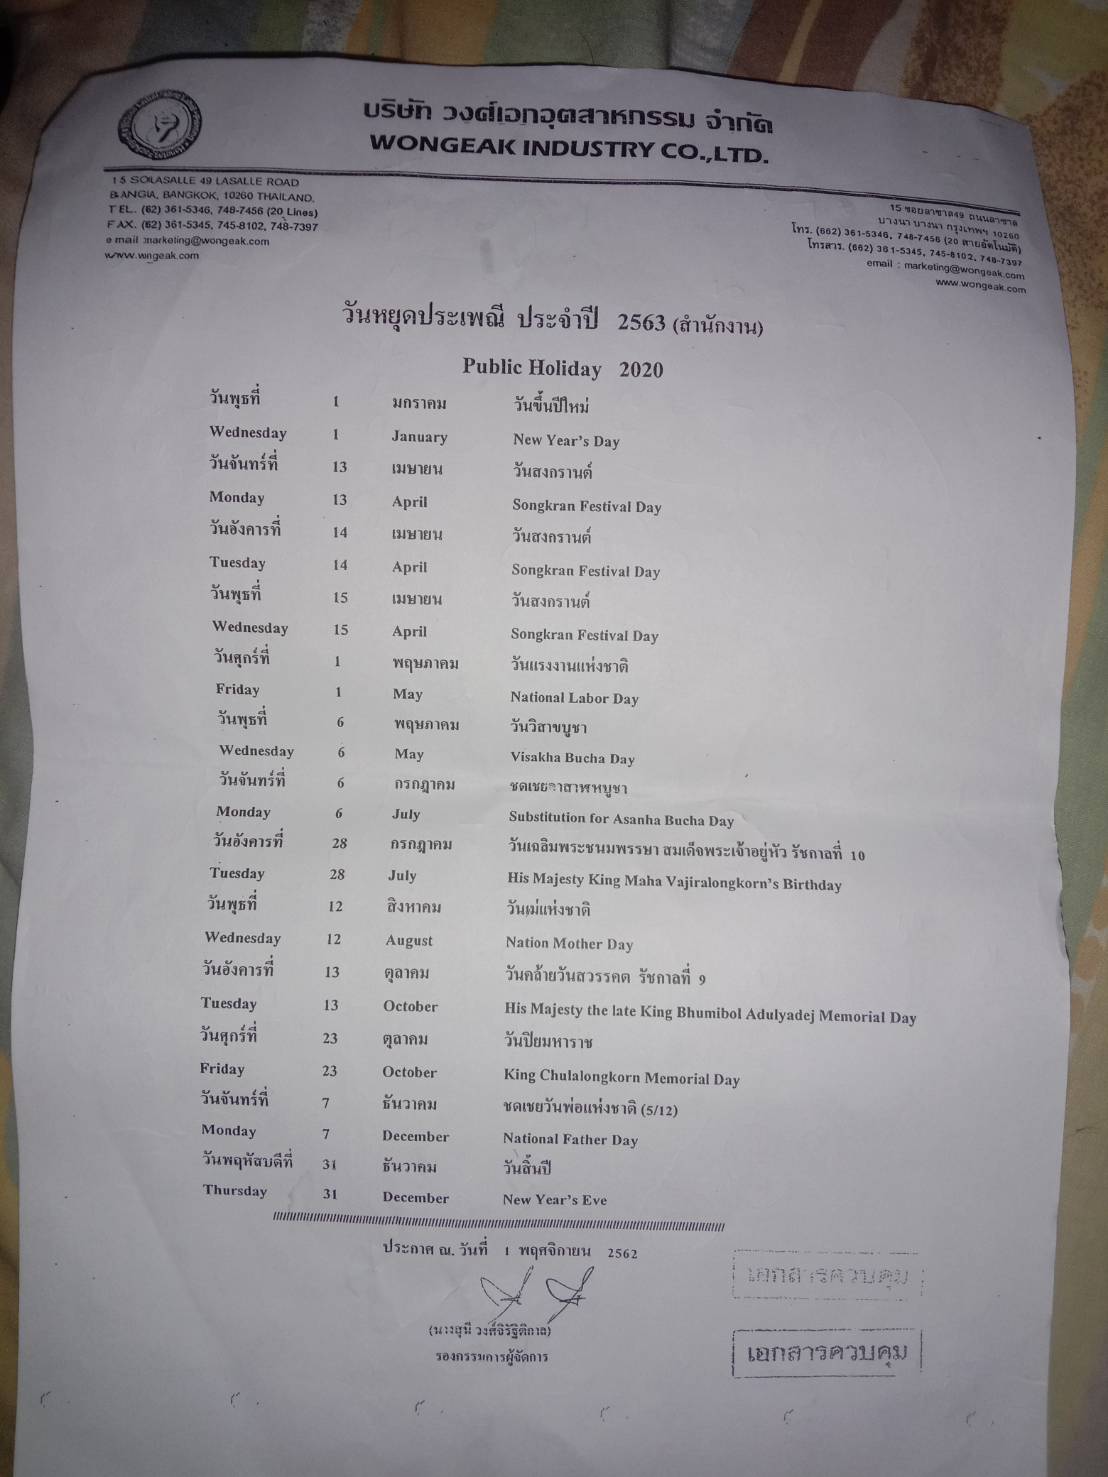 บริษัท วงศ์เอกอุตสาหกรรม จำกัด
WONGEAK INDUSTRY CO.,LTD.
15 SOILASALLE 49 LASALLE ROAD
BANGNA, BANGKOK, 10260 THAILAND.
TEL. (62) 361-5346, 748-7456 (20 Lines)
FAX. (62) 361-5345, 745-8102, 748-7397
e mail :marketing@wongeak.com
www.wongeak.com
15 ซอยลาซาล49 ถนนลาซาล
บางนา บางนา กรุงเทพฯ 10260
โทร. (662) 361-5346, 748-7456 (20 สายอัตโนมัติ)
โทรสาร. (662) 361-5345, 745-8102, 748-7397
email : marketing@wongeak.com
www.wongeak.com
วันหยุดประเพณี ประจำปี 2563 (สำนักงาน)
Public Holiday 2020
วันพุธที่ 1 มกราคม วันขึ้นปีใหม่
Wednesday 1 January New Year's Day
วันจันทร์ที่ 13 เมษายน วันสงกรานต์
Monday 13 April Songkran Festival Day
วันอังคารที่ 14 เมษายน วันสงกรานต์
Tuesday 14 April Songkran Festival Day
วันพุธที่ 15 เมษายน วันสงกรานต์
Wednesday 15 April Songkran Festival Day
วันศุกร์ที่ 1 พฤษภาคม วันแรงงานแห่งชาติ
Friday 1 May National Labor Day
วันพุธที่ 6 พฤษภาคม วันวิสาขบูชา
Wednesday 6 May Visakha Bucha Day
วันจันทร์ที่ 6 กรกฎาคม ชดเชยอาสาฬหบูชา
Monday 6 July Substitution for Asanha Bucha Day
วันอังคารที่ 28 กรกฎาคม วันเฉลิมพระชนมพรรษา สมเด็จพระเจ้าอยู่หัว รัชกาลที่ 10
Tuesday 28 July His Majesty King Maha Vajiralongkorn's Birthday
วันพุธที่ 12 สิงหาคม วันแม่แห่งชาติ
Wednesday 12 August Nation Mother Day
วันอังคารที่ 13 ตุลาคม วันคล้ายวันสวรรคต รัชกาลที่ 9
Tuesday 13 October His Majesty the late King Bhumibol Adulyadej Memorial Day
วันศุกร์ที่ 23 ตุลาคม วันปิยมหาราช
Friday 23 October King Chulalongkorn Memorial Day
วันจันทร์ที่ 7 ธันวาคม ชดเชยวันพ่อแห่งชาติ (5/12)
Monday 7 December National Father Day
วันพฤหัสบดีที่ 31 ธันวาคม วันสิ้นปี
Thursday 31 December New Year's Eve
ประกาศ ณ. วันที่ 1 พฤศจิกายน 2562
(นางสุนี วงศ์จิรัฐิติกาล)
รองกรรมการผู้จัดการ
เอกสารควบคุม
เอกสารควบคุม